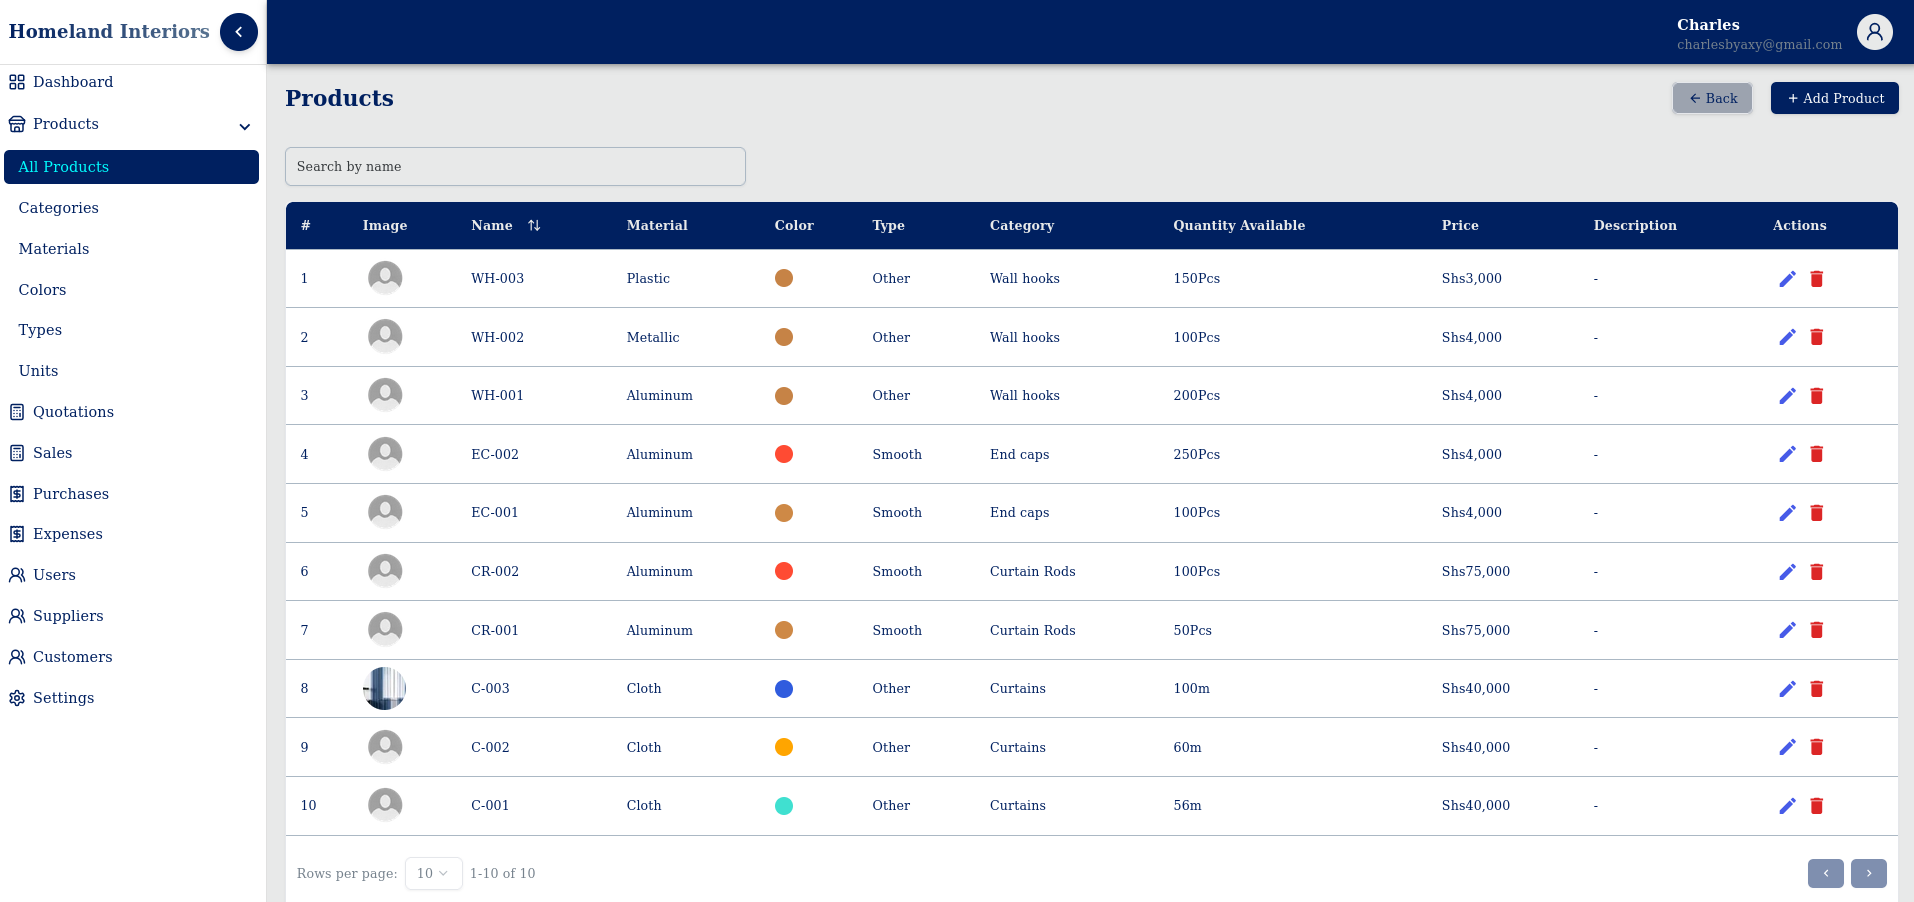 Homeland Interiors
Charles
charlesbyaxy@gmail.com
Dashboard
Products
All Products
Categories
Materials
Colors
Types
Units
Quotations
Sales
Purchases
Expenses
Users
Suppliers
Customers
Settings
Products
Back
+ Add Product
Search by name
# Image Name Material Color Type Category Quantity Available Price Description Actions
1 WH-003 Plastic Other Wall hooks 150Pcs Shs3,000 -
2 WH-002 Metallic Other Wall hooks 100Pcs Shs4,000 -
3 WH-001 Aluminum Other Wall hooks 200Pcs Shs4,000 -
4 EC-002 Aluminum Smooth End caps 250Pcs Shs4,000 -
5 EC-001 Aluminum Smooth End caps 100Pcs Shs4,000 -
6 CR-002 Aluminum Smooth Curtain Rods 100Pcs Shs75,000 -
7 CR-001 Aluminum Smooth Curtain Rods 50Pcs Shs75,000 -
8 C-003 Cloth Other Curtains 100m Shs40,000 -
9 C-002 Cloth Other Curtains 60m Shs40,000 -
10 C-001 Cloth Other Curtains 56m Shs40,000 -
Rows per page: 10 1-10 of 10